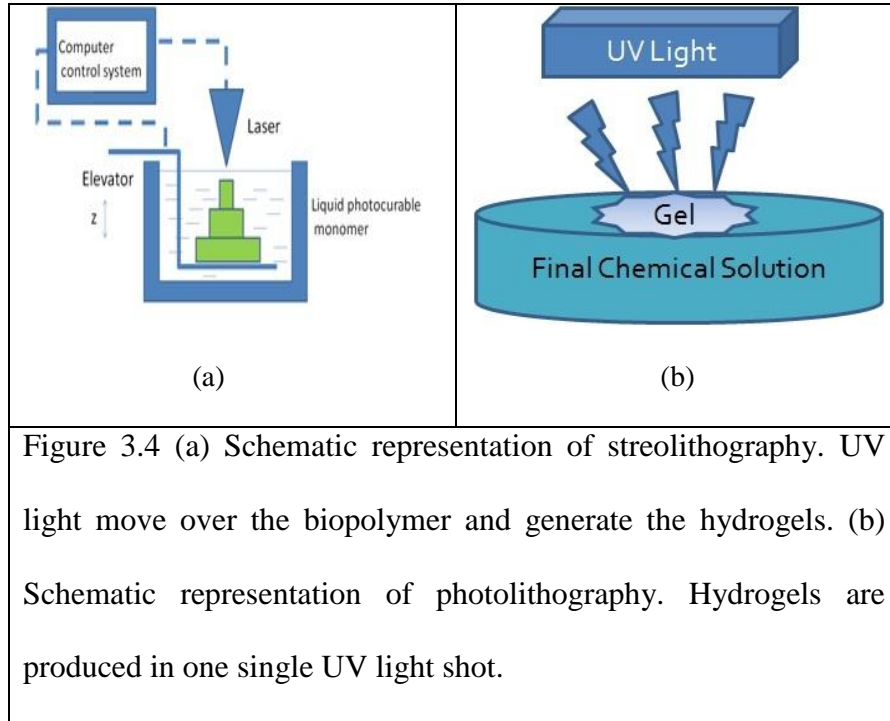 Computer
control system
Laser
Elevator
z
Liquid photocurable
monomer
(a)
UV Light
Gel
Final Chemical Solution
(b)
Figure 3.4 (a) Schematic representation of streolithography. UV
light move over the biopolymer and generate the hydrogels. (b)
Schematic representation of photolithography. Hydrogels are
produced in one single UV light shot.